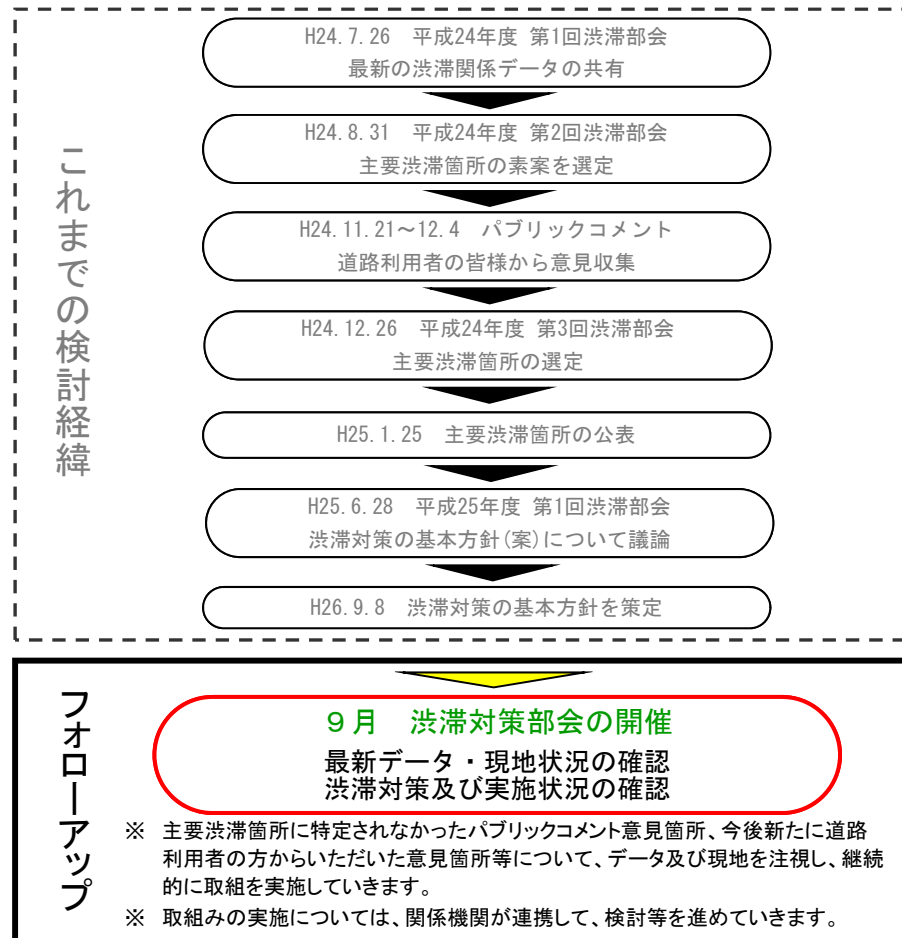 これまでの検討経緯
H24.7.26 平成24年度 第1回渋滞部会
最新の渋滞関係データの共有
H24.8.31 平成24年度 第2回渋滞部会
主要渋滞箇所の素案を選定
H24.11.21～12.4 パブリックコメント
道路利用者の皆様から意見収集
H24.12.26 平成24年度 第3回渋滞部会
主要渋滞箇所の選定
H25.1.25 主要渋滞箇所の公表
H25.6.28 平成25年度 第1回渋滞部会
渋滞対策の基本方針(案)について議論
H26.9.8 渋滞対策の基本方針を策定
フォローアップ
９月 渋滞対策部会の開催
最新データ・現地状況の確認
渋滞対策及び実施状況の確認
※ 主要渋滞箇所に特定されなかったパブリックコメント意見箇所、今後新たに道路
利用者の方からいただいた意見箇所等について、データ及び現地を注視し、継続
的に取組を実施していきます。
※ 取組みの実施については、関係機関が連携して、検討等を進めていきます。